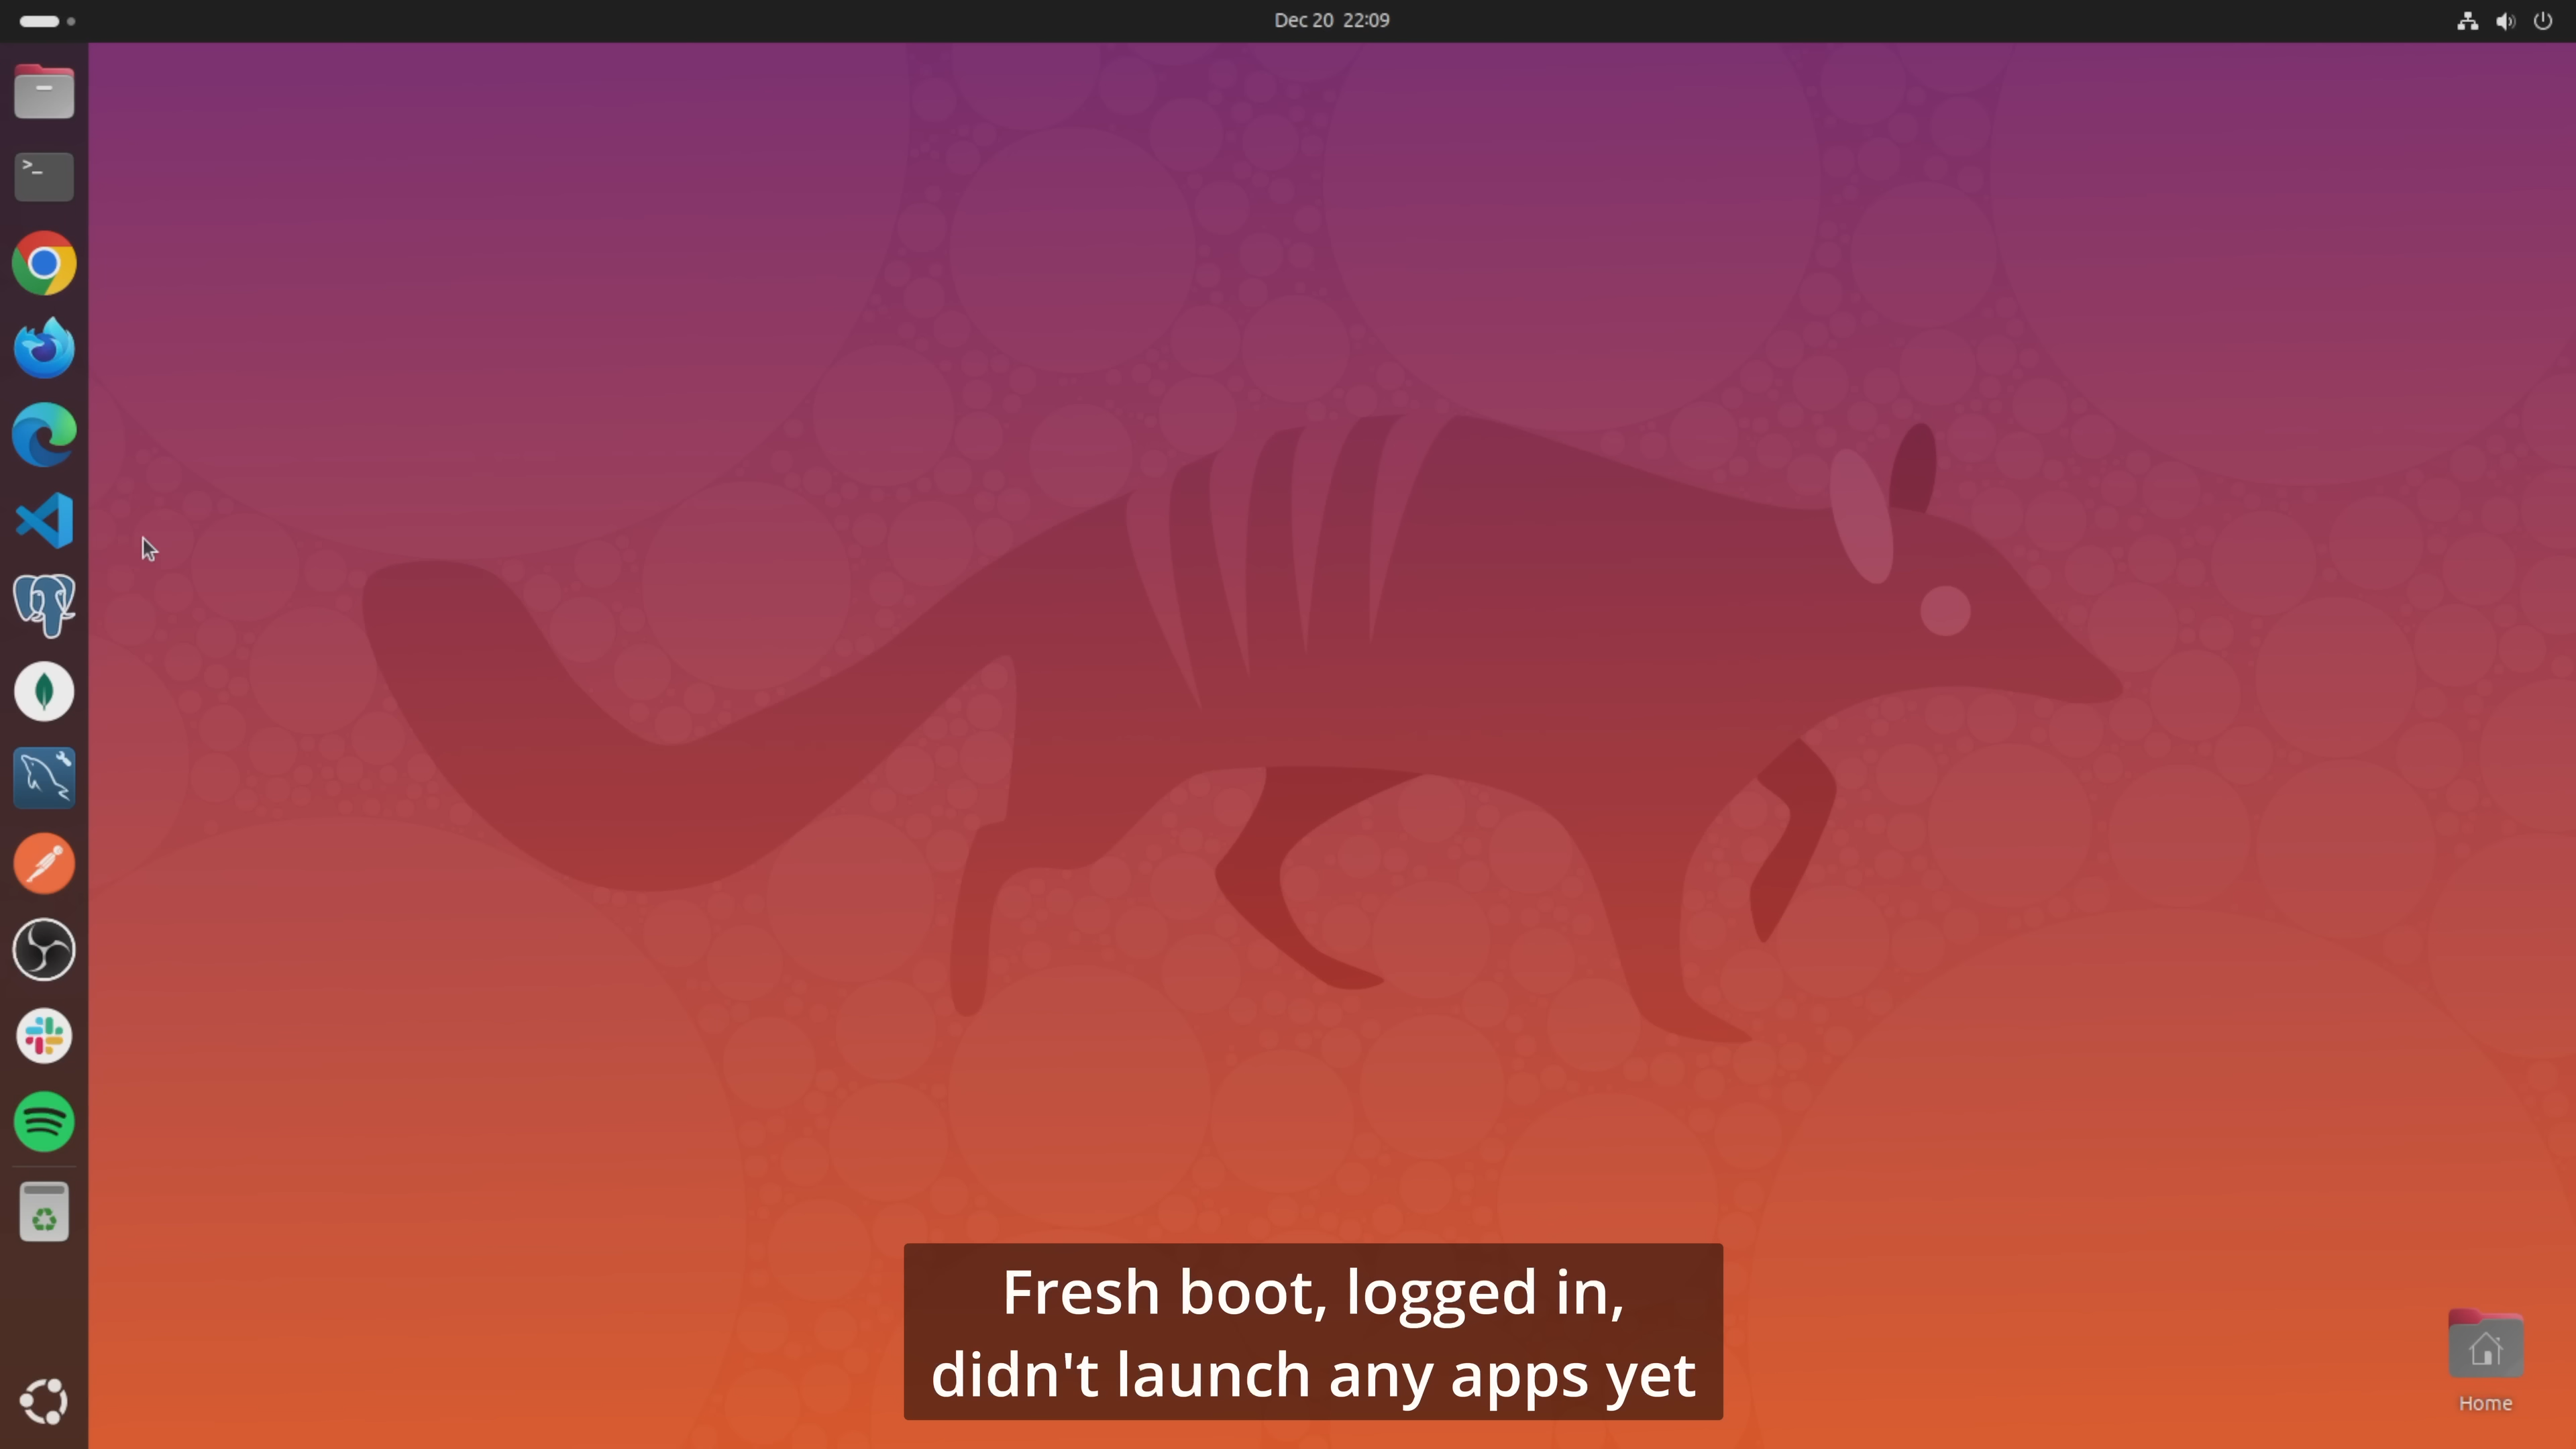 Dec 20 22:09
>_
Fresh boot, logged in,
didn't launch any apps yet
Home